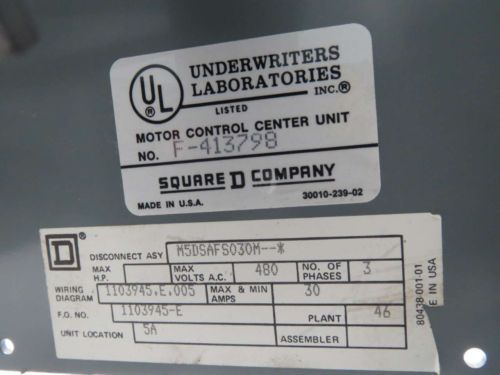 UL
®
UNDERWRITERS
LABORATORIES
INC.®
LISTED
MOTOR CONTROL CENTER UNIT
NO. F-413798
SQUARE D COMPANY
MADE IN U.S.A. 30010-239-02
D
DISCONNECT ASY M5DSAFS030M--*
MAX H.P. MAX VOLTS A.C. 480 NO. OF PHASES 3
WIRING DIAGRAM 1103945.E.005 MAX & MIN AMPS 30
F.O. NO. 1103945-E PLANT 46
UNIT LOCATION 5A ASSEMBLER
80438-001-01
E IN USA